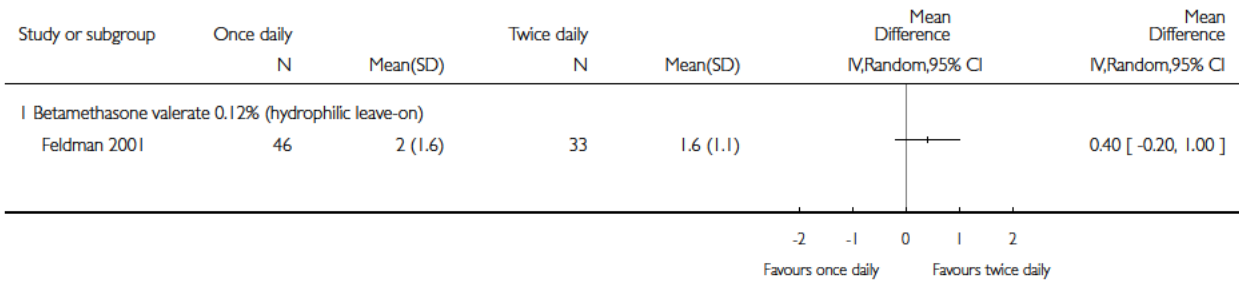 Study or subgroup Once daily Twice daily Mean Difference Mean Difference
N Mean(SD) N Mean(SD) IV,Random,95% CI IV,Random,95% CI
1 Betamethasone valerate 0.12% (hydrophilic leave-on)
Feldman 2001 46 2 (1.6) 33 1.6 (1.1) 0.40 [ -0.20, 1.00 ]
-2 -1 0 1 2
Favours once daily Favours twice daily